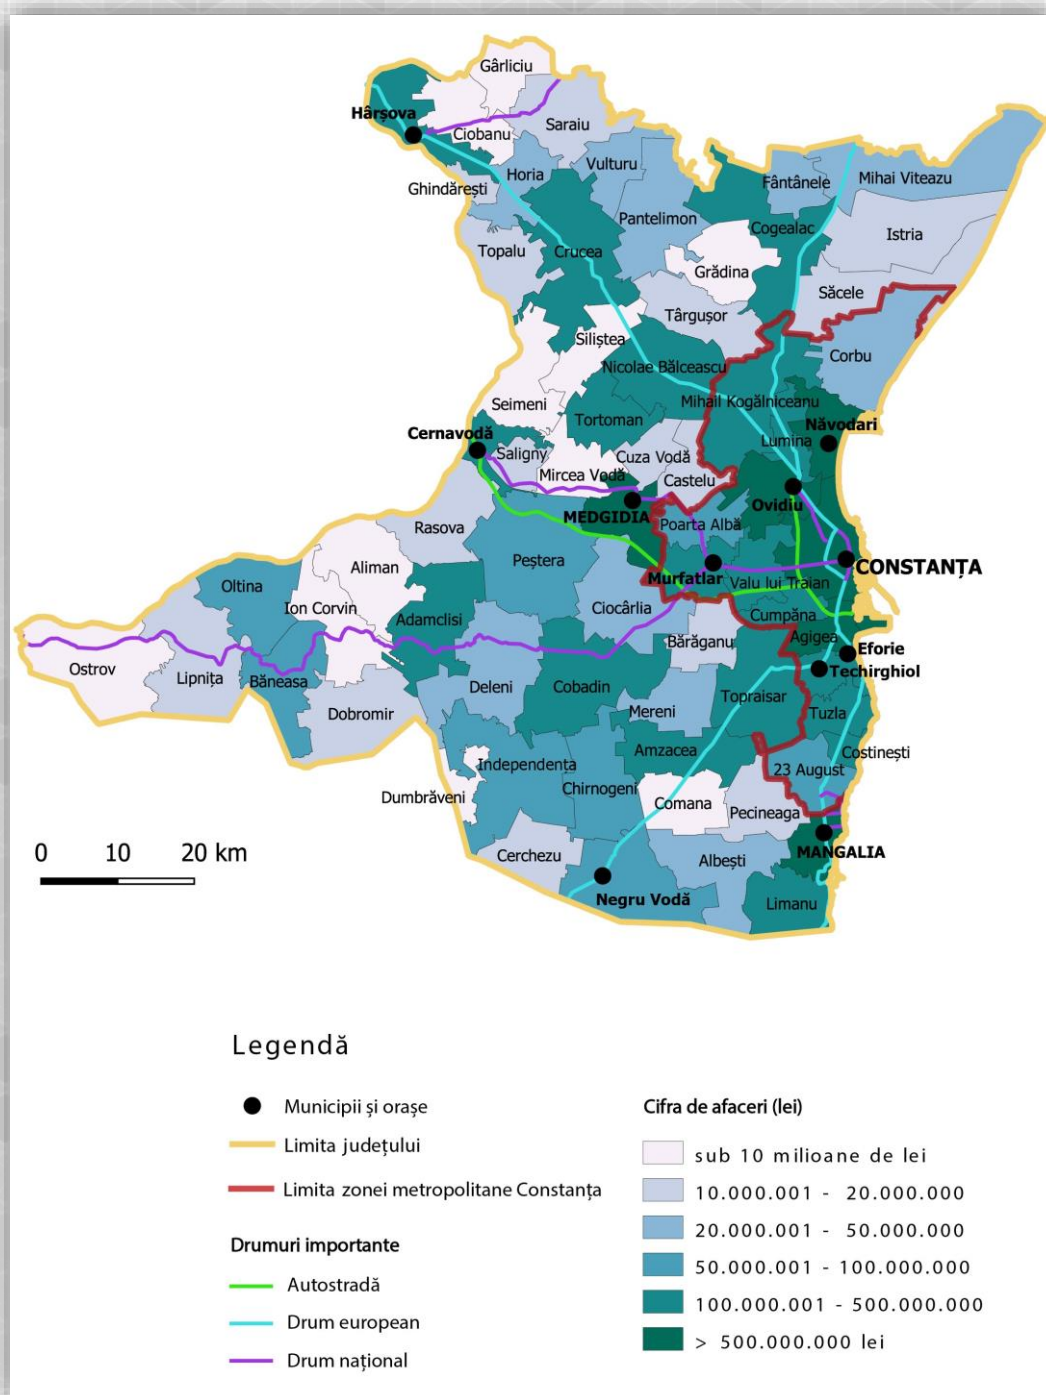 Gârliciu
Hârșova
Ciobanu
Saraiu
Ghindărești
Horia
Vulturu
Fântânele
Mihai Viteazu
Pantelimon
Cogealac
Istria
Topalu
Crucea
Grădina
Săcele
Târgușor
Siliștea
Corbu
Nicolae Bălceascu
Seimeni
Mihail Kogălniceanu
Tortoman
Cernavodă
Năvodari
Lumina
Saligny
Cuza Vodă
Mircea Vodă
Castelu
MEDGIDIA
Ovidiu
Rasova
Poarta Albă
Peștera
CONSTANȚA
Aliman
Murfatlar
Valu lui Traian
Oltina
Ion Corvin
Ciocârlia
Adamclisi
Cumpăna
Bărăganu
Agigea
Eforie
Ostrov
Lipnița
Băneasa
Deleni
Cobadin
Techirghiol
Topraisar
Dobromir
Mereni
Tuzla
Amzacea
Costinești
Independența
23 August
Dumbrăveni
Chirnogeni
Comana
Pecineaga
0 10 20 km
Cerchezu
Albești
MANGALIA
Negru Vodă
Limanu
Legendă
Municipii și orașe
Limita județului
Limita zonei metropolitane Constanța
Drumuri importante
Autostradă
Drum european
Drum național
Cifra de afaceri (lei)
sub 10 milioane de lei
10.000.001 - 20.000.000
20.000.001 - 50.000.000
50.000.001 - 100.000.000
100.000.001 - 500.000.000
> 500.000.000 lei